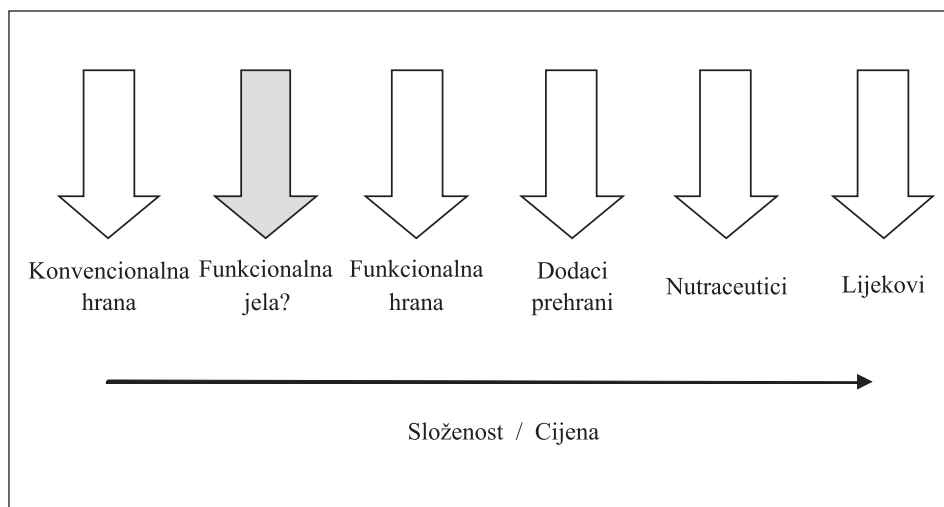 Konvencionalna
hrana
Funkcionalna
jela?
Funkcionalna
hrana
Dodaci
prehrani
Nutraceutici
Lijekovi
Složenost / Cijena